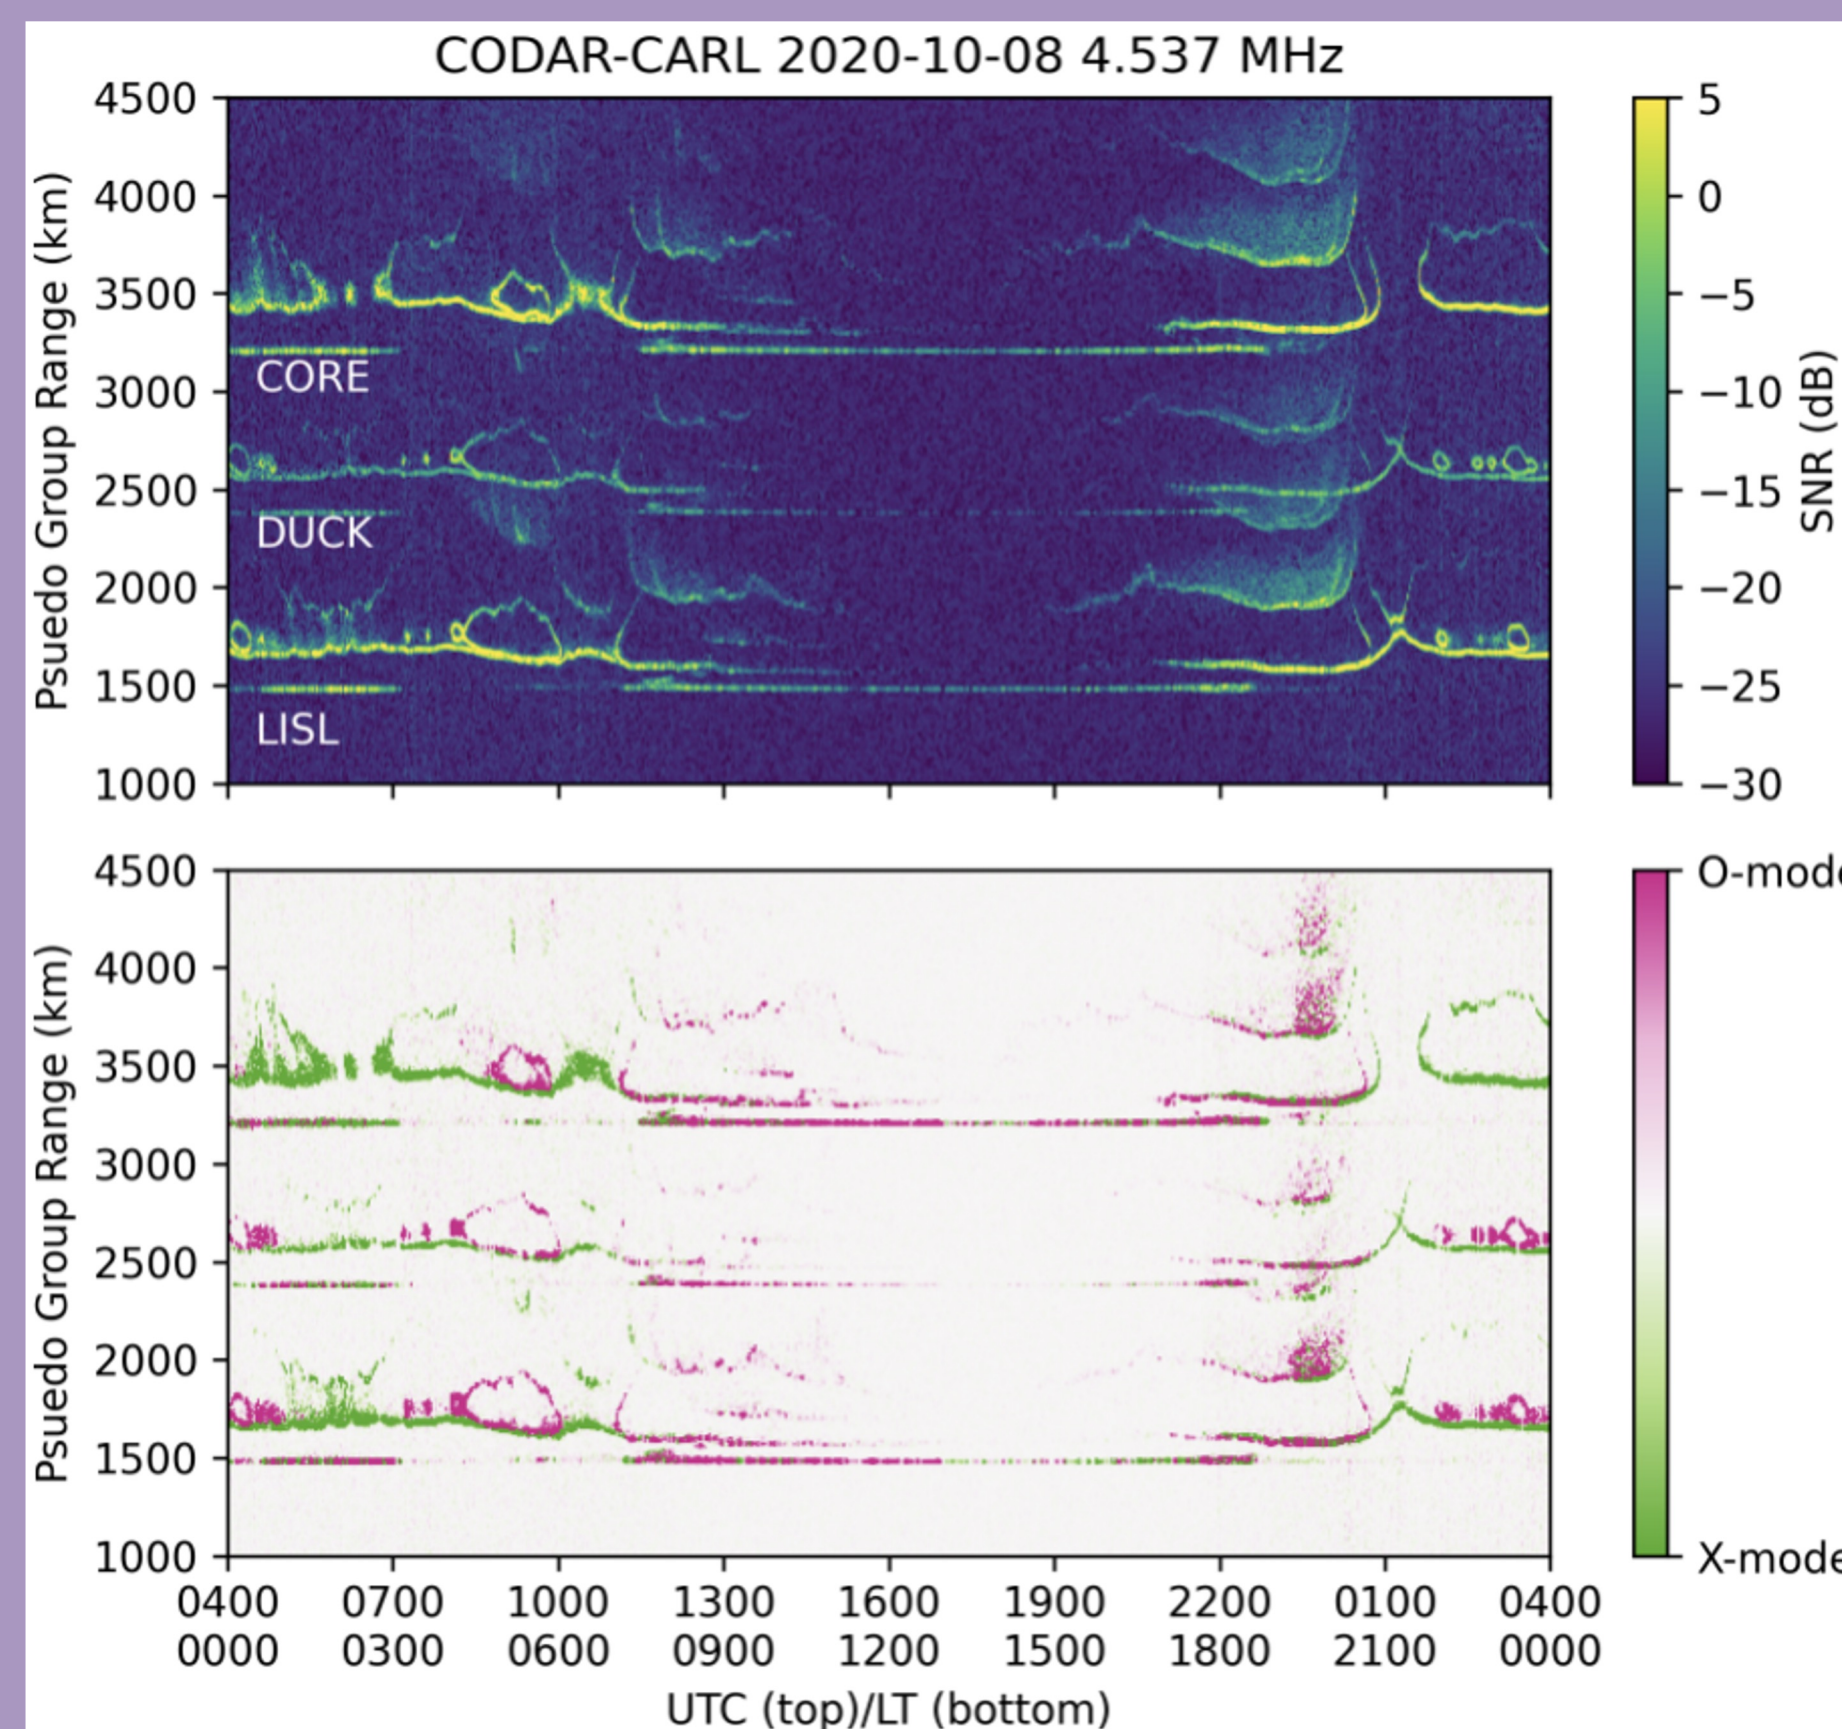 CODAR-CARL 2020-10-08 4.537 MHz
4500
4000
3500
3000
2500
2000
1500
1000
Psuedo Group Range (km)
CORE
DUCK
LISL
5
0
−5
−10
−15
−20
−25
−30
SNR (dB)
4500
4000
3500
3000
2500
2000
1500
1000
Psuedo Group Range (km)
O-mode
X-mode
0400 0700 1000 1300 1600 1900 2200 0100 0400
0000 0300 0600 0900 1200 1500 1800 2100 0000
UTC (top)/LT (bottom)